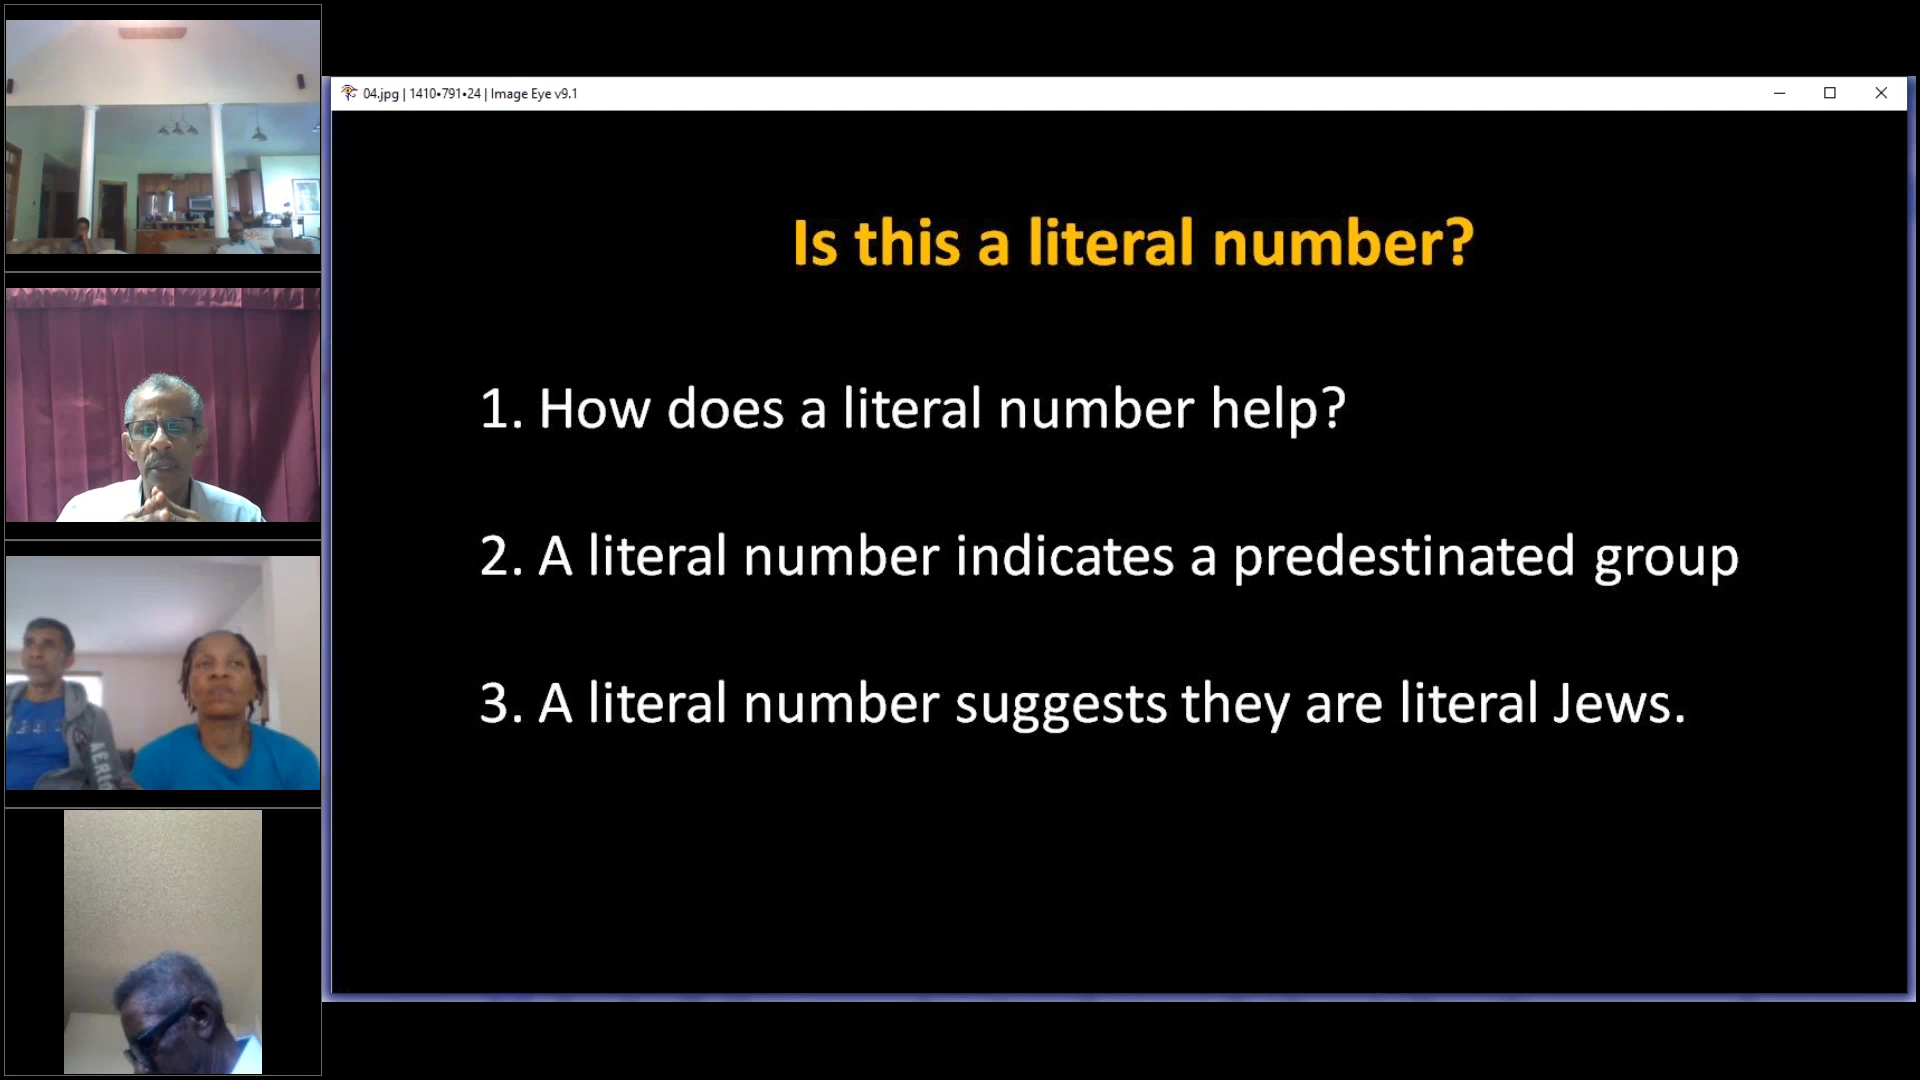 04.jpg | 1410•791•24 | Image Eye v9.1
Is this a literal number?
1. How does a literal number help?
2. A literal number indicates a predestinated group
3. A literal number suggests they are literal Jews.